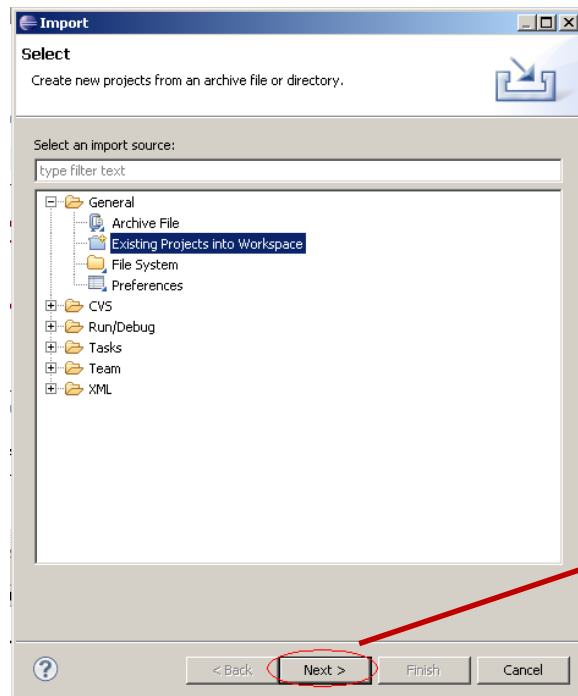 Import
Select
Create new projects from an archive file or directory.
Select an import source:
type filter text
General
Archive File
Existing Projects into Workspace
File System
Preferences
CVS
Run/Debug
Tasks
Team
XML
< Back Next > Finish Cancel